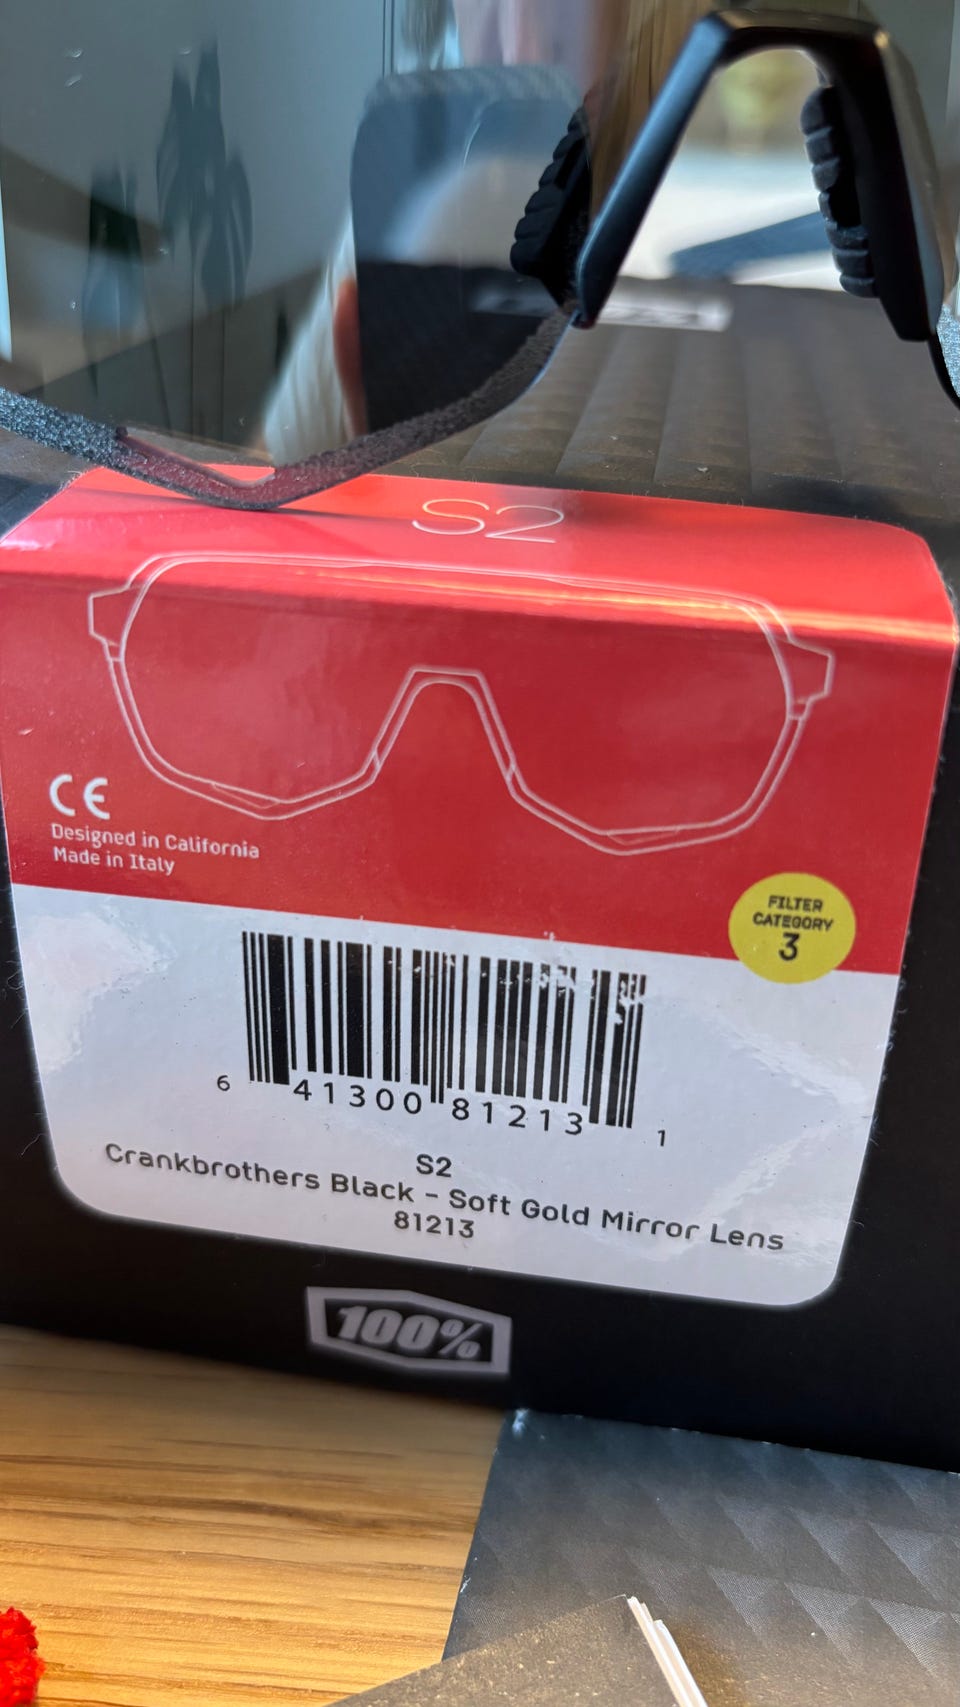 S2
CE
Designed in California
Made in Italy
FILTER
CATEGORY
3
6 41300 81213 1
S2
Crankbrothers Black - Soft Gold Mirror Lens
81213
100%